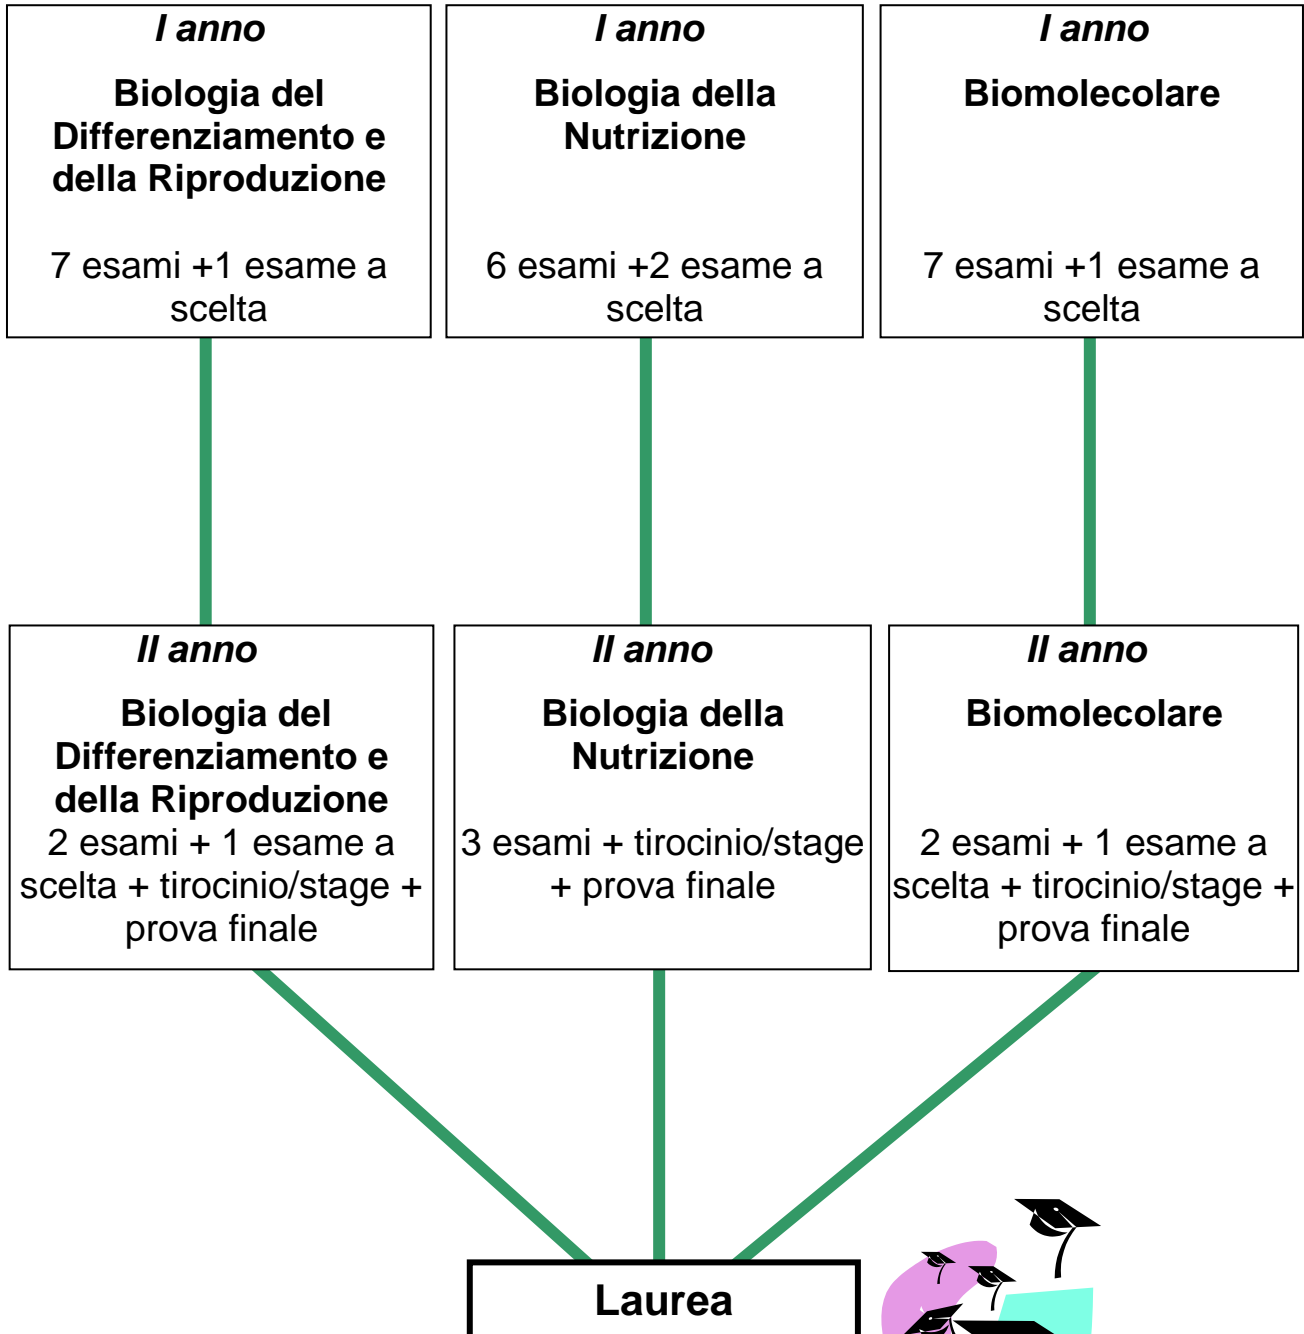 I anno
Biologia del
Differenziamento e
della Riproduzione
7 esami +1 esame a
scelta
I anno
Biologia della
Nutrizione
6 esami +2 esame a
scelta
I anno
Biomolecolare
7 esami +1 esame a
scelta
II anno
Biologia del
Differenziamento e
della Riproduzione
2 esami + 1 esame a
scelta + tirocinio/stage +
prova finale
II anno
Biologia della
Nutrizione
3 esami + tirocinio/stage
+ prova finale
II anno
Biomolecolare
2 esami + 1 esame a
scelta + tirocinio/stage +
prova finale
Laurea